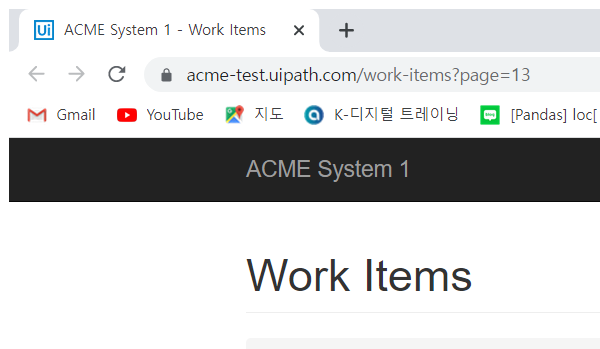 Ui ACME System 1 - Work Items
acme-test.uipath.com/work-items?page=13
Gmail YouTube 지도 K-디지털 트레이닝 blog [Pandas] loc[
ACME System 1
Work Items